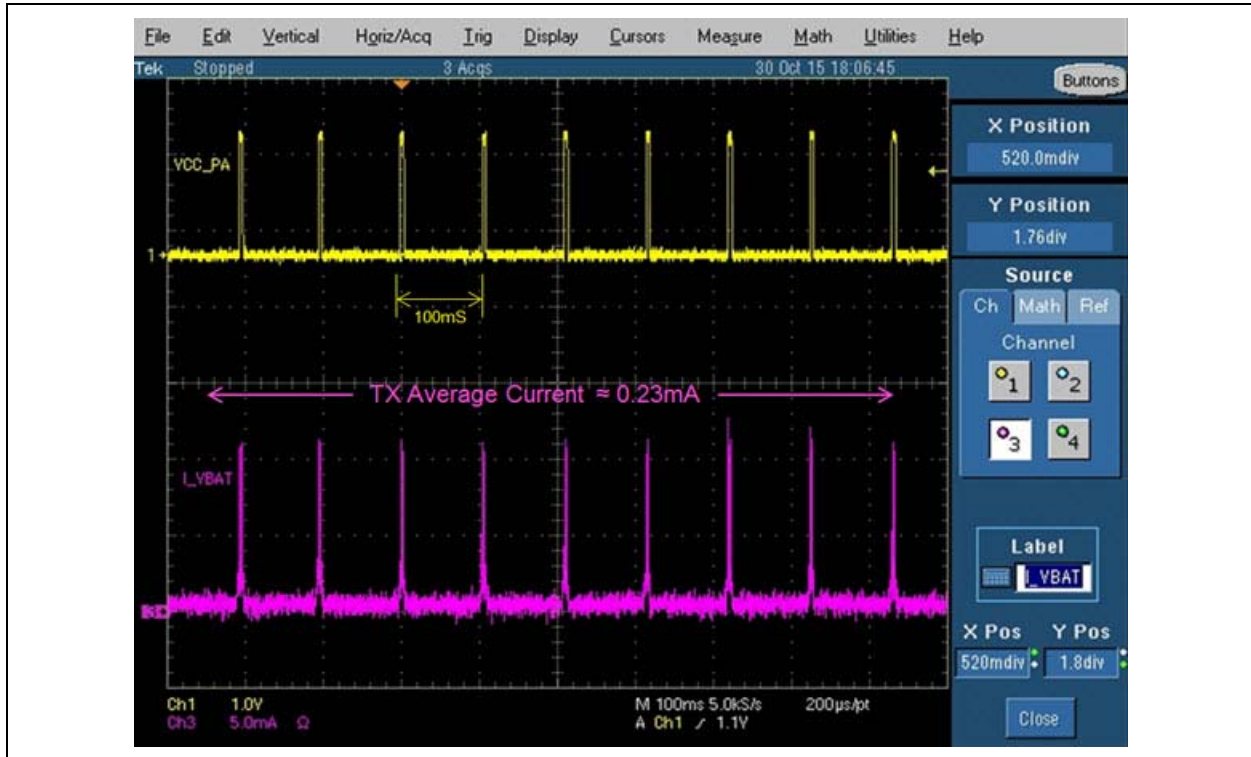 File Edit Vertical Horiz/Acq Trig Display Cursors Measure Math Utilities Help
Tek Stopped 3 Acqs 30 Oct 15 18:06:45
Buttons
X Position
520.0mdiv
VCC_PA
Y Position
1.76div
1
Source
Ch Math Ref
100mS
Channel
1 2
TX Average Current ≈ 0.23mA
3 4
I_VBAT
Label
I_VBAT
3
X Pos Y Pos
520mdiv 1.8div
Ch1 1.0V M 100ms 5.0kS/s 200µs/pt
Ch3 5.0mA Ω A Ch1 / 1.1V
Close